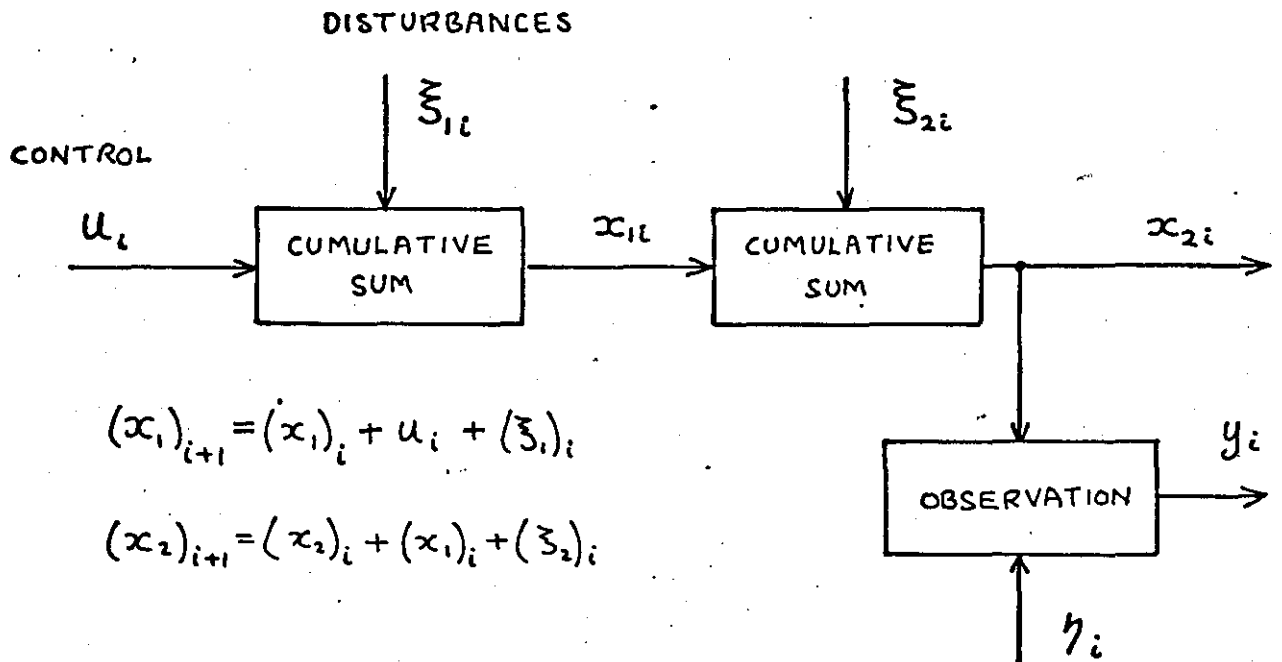 DISTURBANCES
ξ₁ᵢ
ξ₂ᵢ
CONTROL
uᵢ
CUMULATIVE
SUM
x₁ᵢ
CUMULATIVE
SUM
x₂ᵢ
(x₁)ᵢ₊₁ = (x₁)ᵢ + uᵢ + (ξ₁)ᵢ
yᵢ
OBSERVATION
(x₂)ᵢ₊₁ = (x₂)ᵢ + (x₁)ᵢ + (ξ₂)ᵢ
ηᵢ